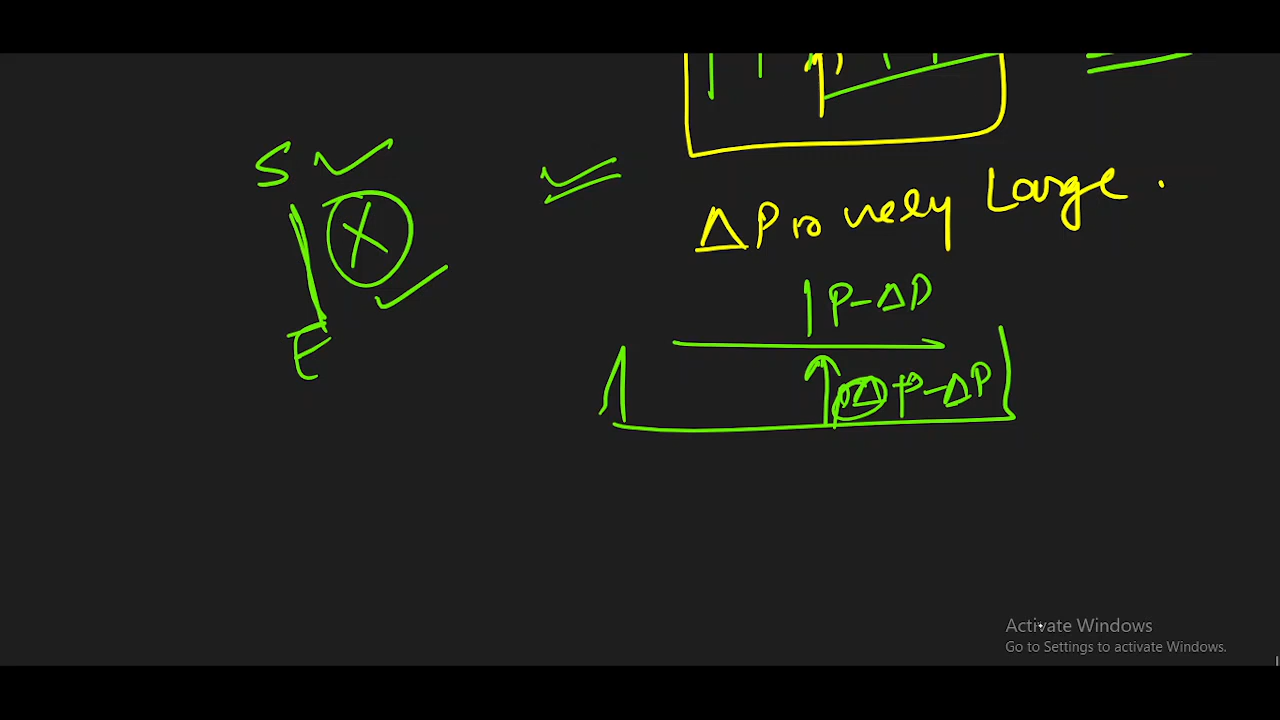 S
X
E
ΔP is very Large.
P-ΔP
P-ΔP
Activate Windows
Go to Settings to activate Windows.